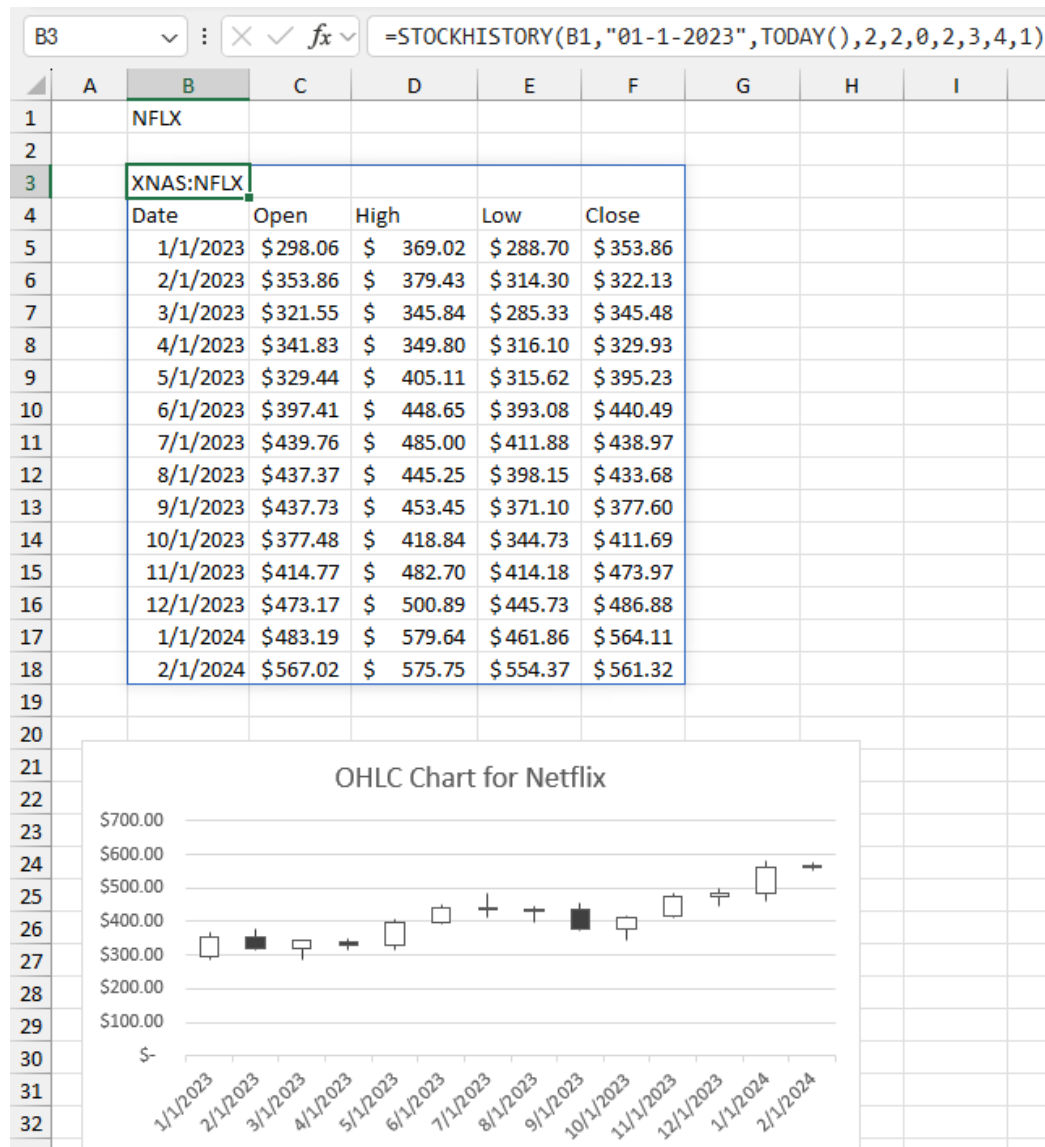 B3 fx =STOCKHISTORY(B1,"01-1-2023",TODAY(),2,2,0,2,3,4,1)
A B C D E F G H I
1 NFLX
2
3 XNAS:NFLX
4 Date Open High Low Close
5 1/1/2023 $298.06 $ 369.02 $288.70 $353.86
6 2/1/2023 $353.86 $ 379.43 $314.30 $322.13
7 3/1/2023 $321.55 $ 345.84 $285.33 $345.48
8 4/1/2023 $341.83 $ 349.80 $316.10 $329.93
9 5/1/2023 $329.44 $ 405.11 $315.62 $395.23
10 6/1/2023 $397.41 $ 448.65 $393.08 $440.49
11 7/1/2023 $439.76 $ 485.00 $411.88 $438.97
12 8/1/2023 $437.37 $ 445.25 $398.15 $433.68
13 9/1/2023 $437.73 $ 453.45 $371.10 $377.60
14 10/1/2023 $377.48 $ 418.84 $344.73 $411.69
15 11/1/2023 $414.77 $ 482.70 $414.18 $473.97
16 12/1/2023 $473.17 $ 500.89 $445.73 $486.88
17 1/1/2024 $483.19 $ 579.64 $461.86 $564.11
18 2/1/2024 $567.02 $ 575.75 $554.37 $561.32
19
20
21
22
23
24
25
26
27
28
29
30
31
32
OHLC Chart for Netflix
$700.00
$600.00
$500.00
$400.00
$300.00
$200.00
$100.00
$-
1/1/2023 2/1/2023 3/1/2023 4/1/2023 5/1/2023 6/1/2023 7/1/2023 8/1/2023 9/1/2023 10/1/2023 11/1/2023 12/1/2023 1/1/2024 2/1/2024